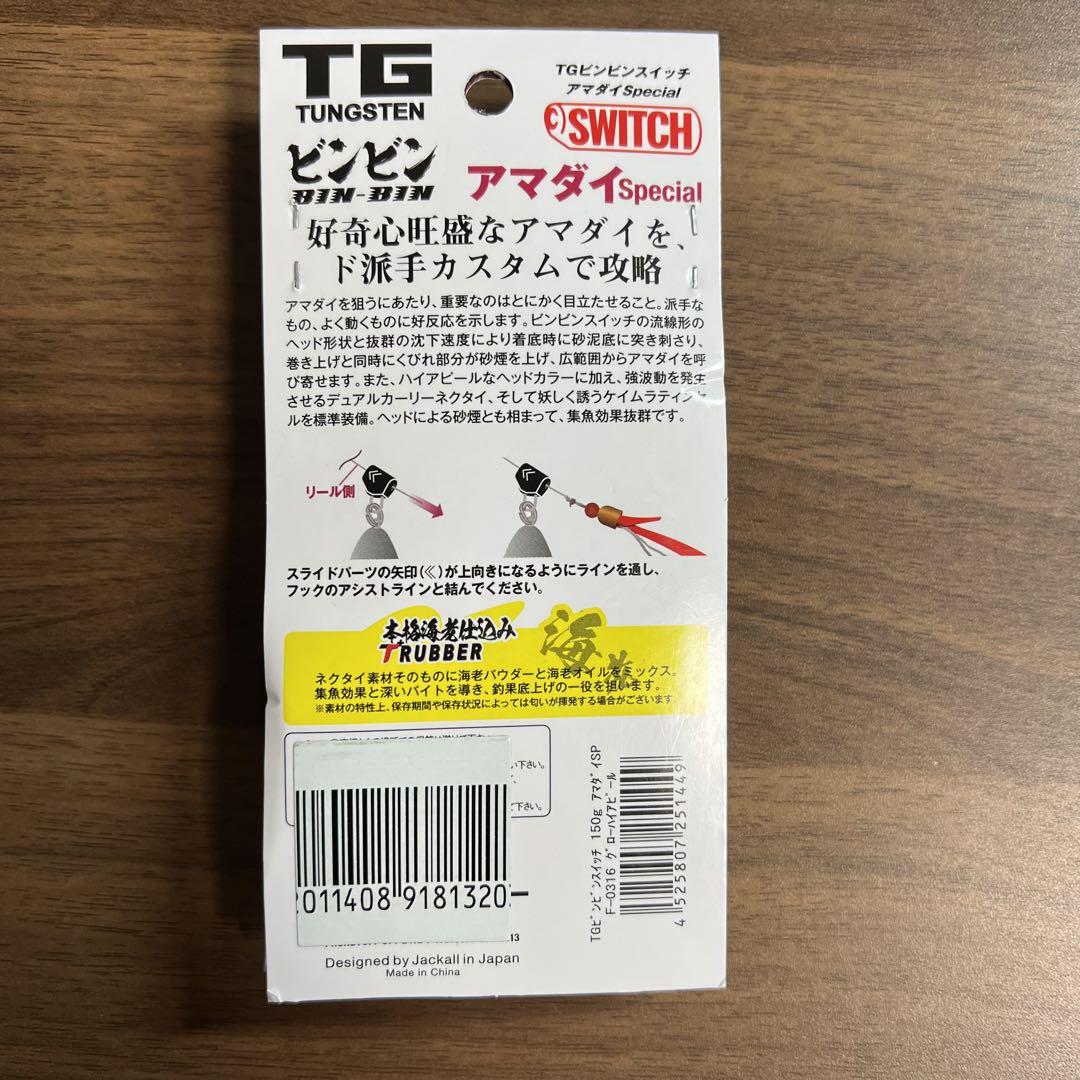 TG
TUNGSTEN
TGビンビンスイッチ
アマダイSpecial
SWITCH
ビンビン
BIN-BIN
アマダイSpecial
好奇心旺盛なアマダイを、
ド派手カスタムで攻略
アマダイを狙うにあたり、重要なのはとにかく目立たせること。派手な
もの、よく動くものに好反応を示します。ビンビンスイッチの流線形の
ヘッド形状と抜群の沈下速度により着底時に砂泥底に突き刺さり、
巻き上げと同時にくびれ部分が砂煙を上げ、広範囲からアマダイを呼
び寄せます。また、ハイアピールなヘッドカラーに加え、強波動を発生
させるデュアルカーリーネクタイ、そして妖しく誘うケイムラティンセ
ルを標準装備。ヘッドによる砂煙とも相まって、集魚効果抜群です。
リール側
スライドパーツの矢印(≪)が上向きになるようにラインを通し、
フックのアシストラインと結んでください。
本格海老仕込み
T+RUBBER
海老
ネクタイ素材そのものに海老パウダーと海老オイルをミックス。
集魚効果と深いバイトを導き、釣果底上げの一役を担います。
※素材の特性上、保存期間や保存状況によっては匂いが揮発する場合がございます。
い下さい。
て下さい。
011408 9181320
13
Designed by Jackall in Japan
Made in China
TGビンビンスイッチ 150g アマダイSP
F-0316 グローハイアピール
4 525807 251449